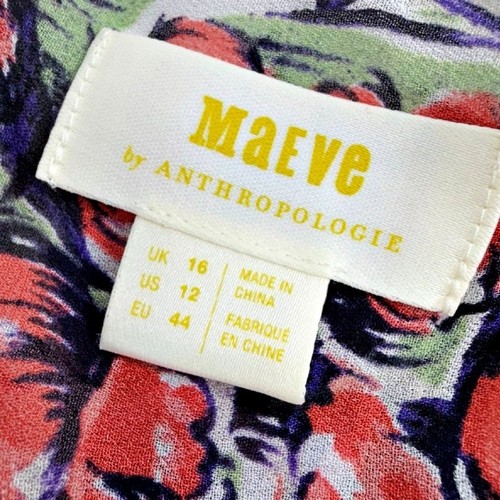 MaEVe
by ANTHROPOLOGIE
UK 16
US 12
EU 44
MADE IN
CHINA
FABRIQUÉ
EN CHINE